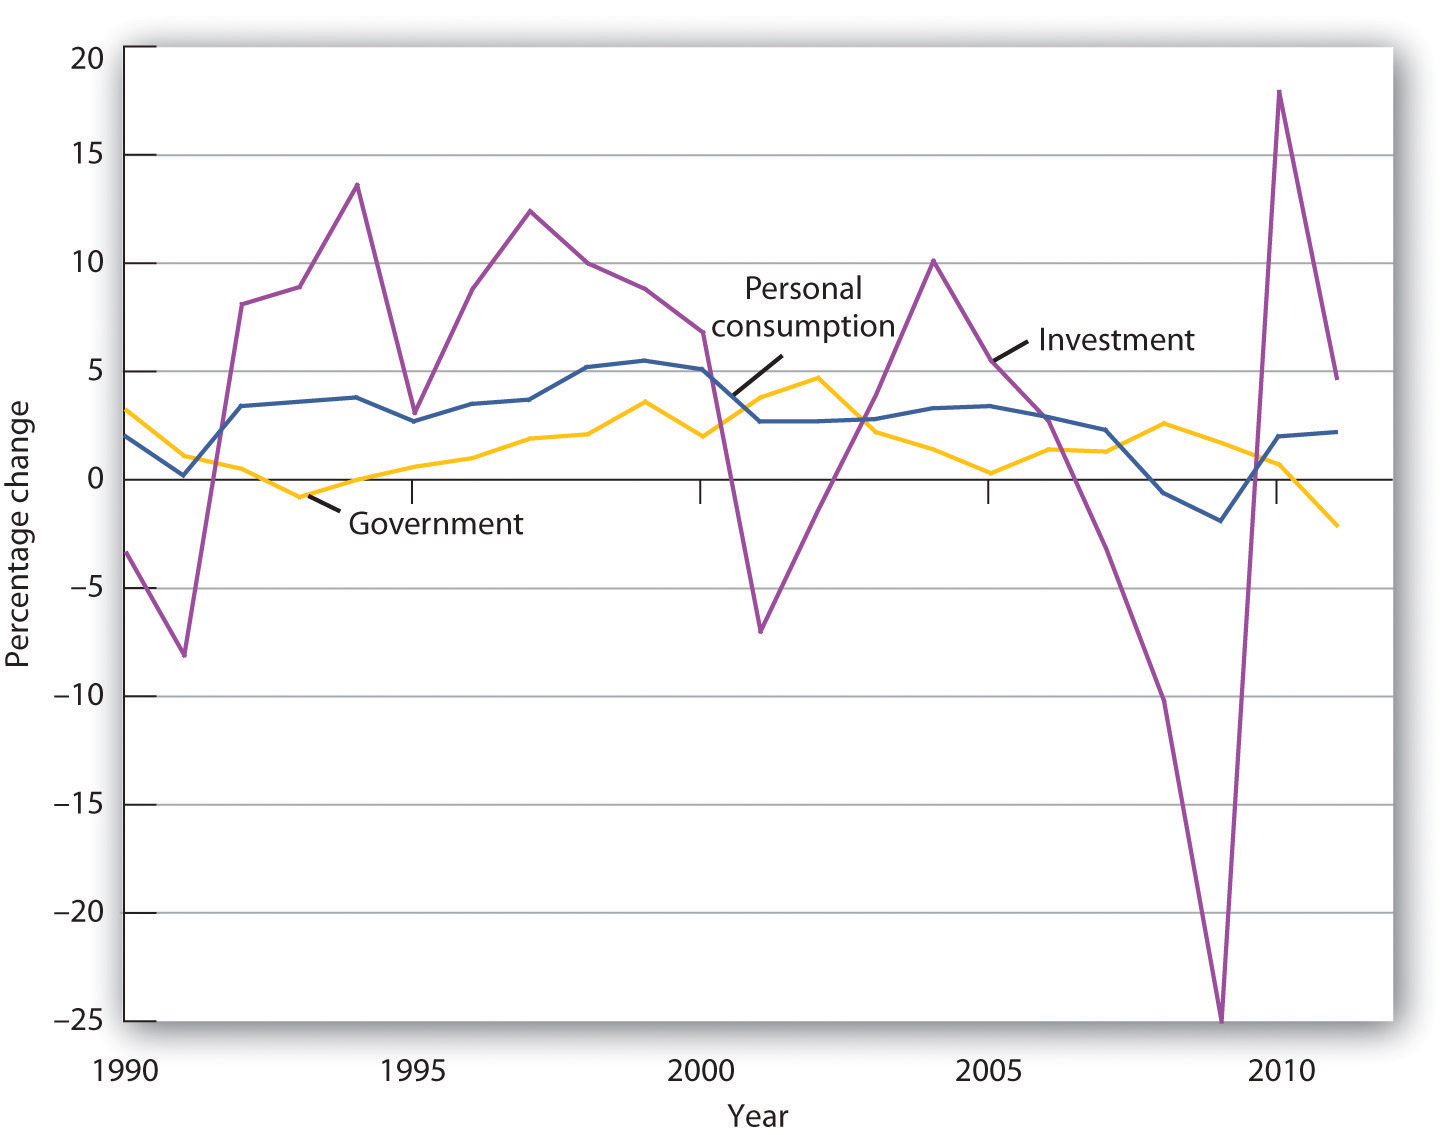 20
15
10
5
0
–5
–10
–15
–20
–25
Percentage change
Personal
consumption
Investment
Government
1990 1995 2000 2005 2010
Year